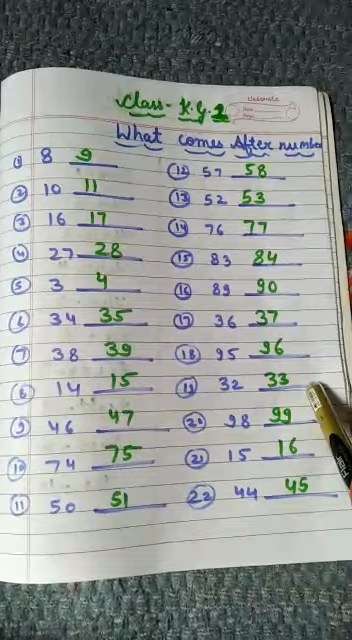 Class - K.G 2
Classmate
What comes After number
① 8 9
② 10 11
③ 16 17
④ 27 28
⑤ 3 4
⑥ 34 35
⑦ 38 39
⑧ 14 15
⑨ 46 47
⑩ 74 75
⑪ 50 51
⑫ 57 58
⑬ 52 53
⑭ 76 77
⑮ 83 84
⑯ 89 90
⑰ 36 37
⑱ 95 96
⑲ 32 33
⑳ 98 99
㉑ 15 16
㉒ 44 45